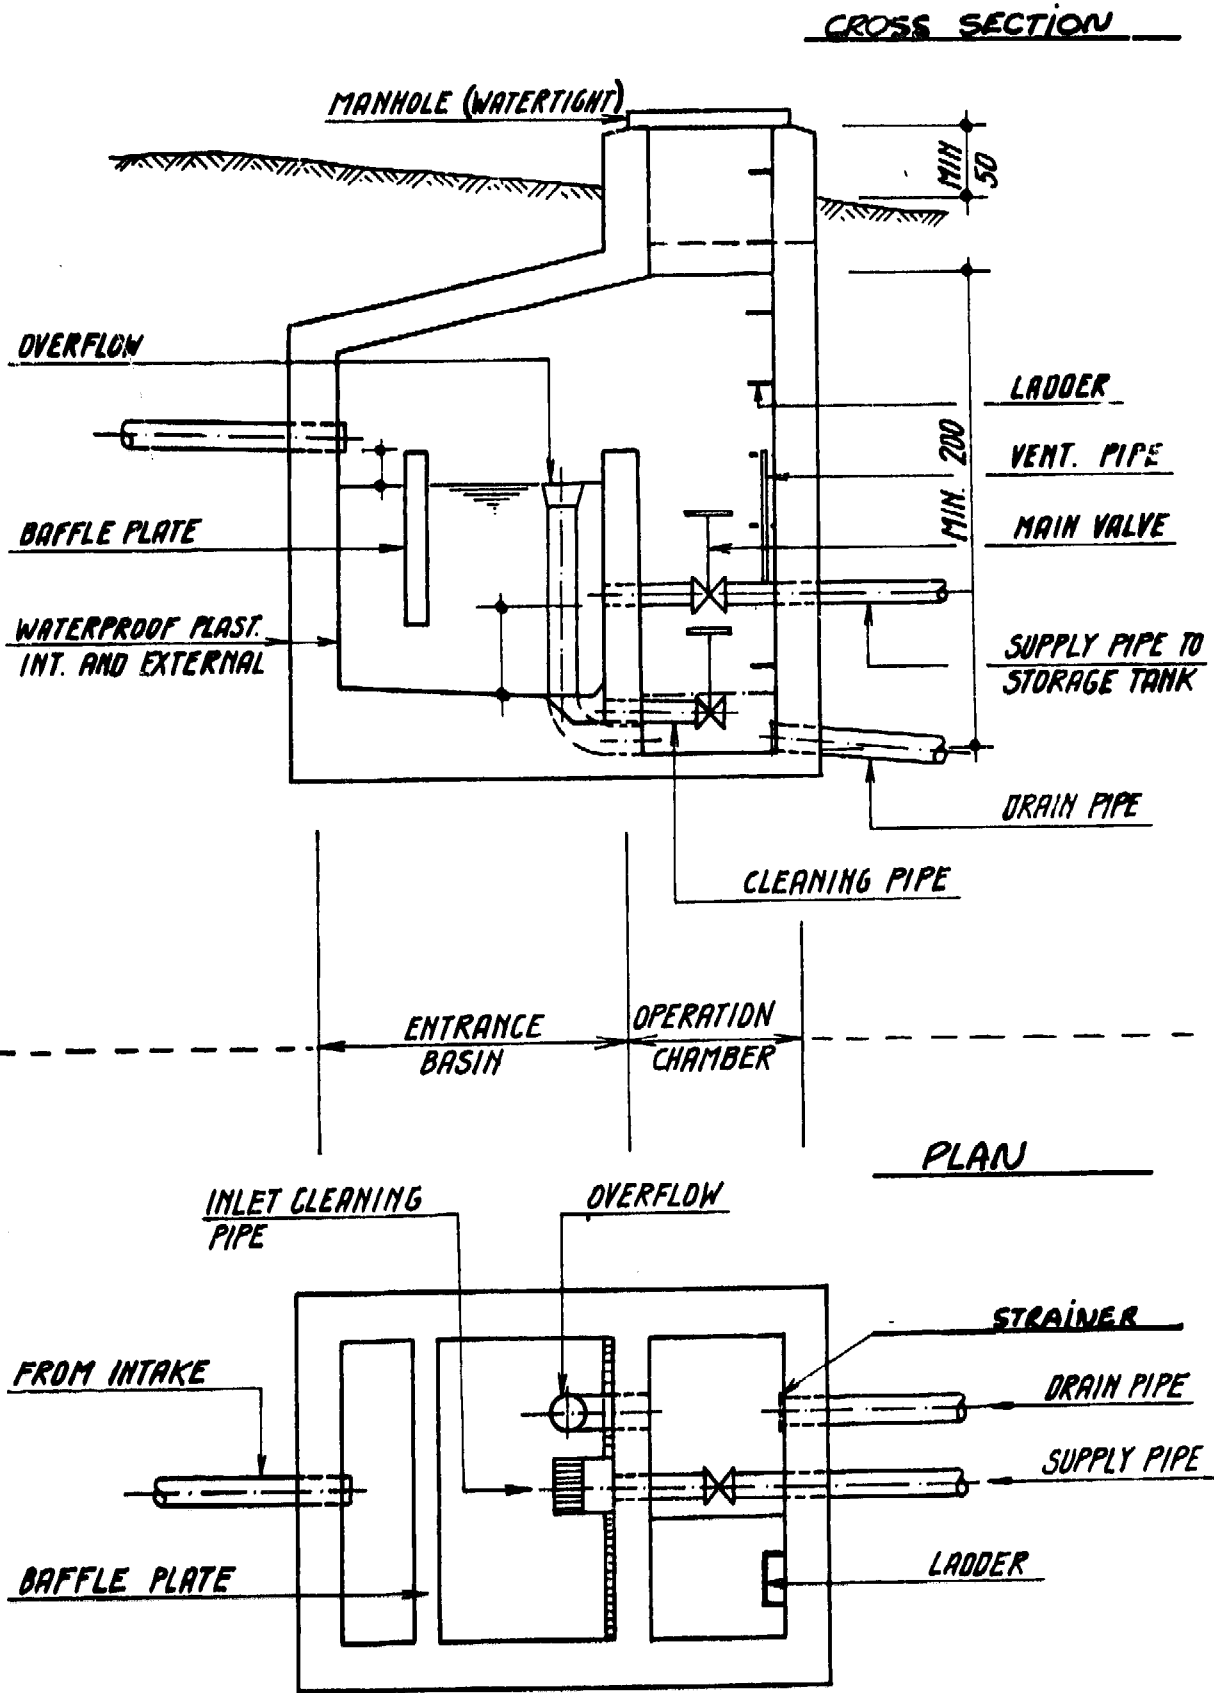 CROSS SECTION
MANHOLE (WATERTIGHT)
MIN
50
OVERFLOW
LADDER
MIN. 200
VENT. PIPE
BAFFLE PLATE
MAIN VALVE
WATERPROOF PLAST.
INT. AND EXTERNAL
SUPPLY PIPE TO
STORAGE TANK
DRAIN PIPE
CLEANING PIPE
ENTRANCE
BASIN
OPERATION
CHAMBER
PLAN
INLET CLEANING
PIPE
OVERFLOW
STRAINER
FROM INTAKE
DRAIN PIPE
SUPPLY PIPE
BAFFLE PLATE
LADDER